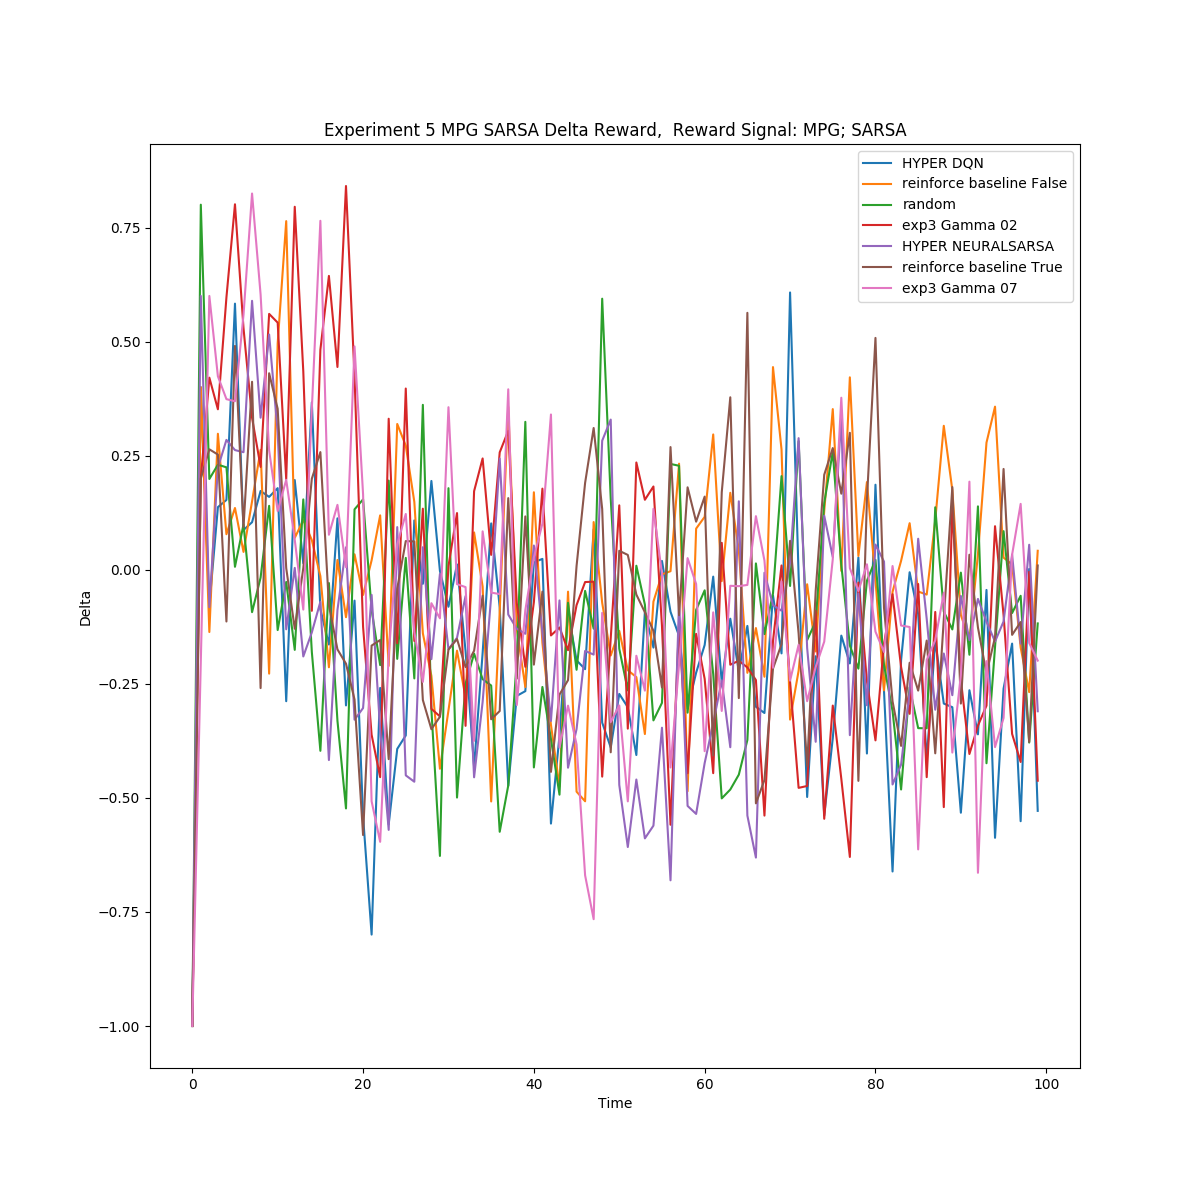 Experiment 5 MPG SARSA Delta Reward,  Reward Signal: MPG; SARSA
HYPER DQN
reinforce baseline False
random
exp3 Gamma 02
HYPER NEURALSARSA
reinforce baseline True
exp3 Gamma 07
0.75
0.50
0.25
0.00
−0.25
−0.50
−0.75
−1.00
Delta
0 20 40 60 80 100
Time